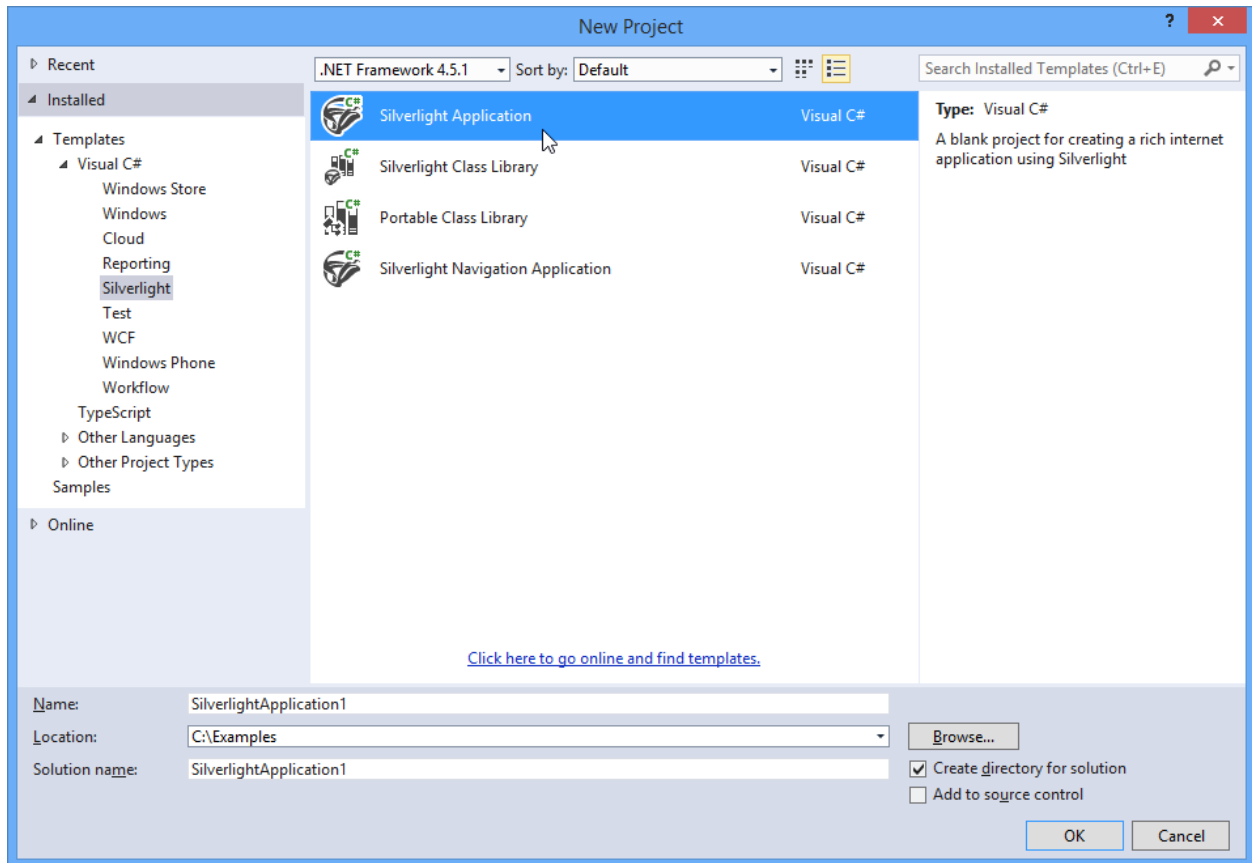 New Project
?
Recent
Installed
Templates
Visual C#
Windows Store
Windows
Cloud
Reporting
Silverlight
Test
WCF
Windows Phone
Workflow
TypeScript
Other Languages
Other Project Types
Samples
Online
.NET Framework 4.5.1 Sort by: Default
C# Silverlight Application Visual C#
C# Silverlight Class Library Visual C#
C# Portable Class Library Visual C#
C# Silverlight Navigation Application Visual C#
Click here to go online and find templates.
Search Installed Templates (Ctrl+E)
Type: Visual C#
A blank project for creating a rich internet
application using Silverlight
Name: SilverlightApplication1
Location: C:\Examples Browse...
Solution name: SilverlightApplication1
Create directory for solution
Add to source control
OK Cancel